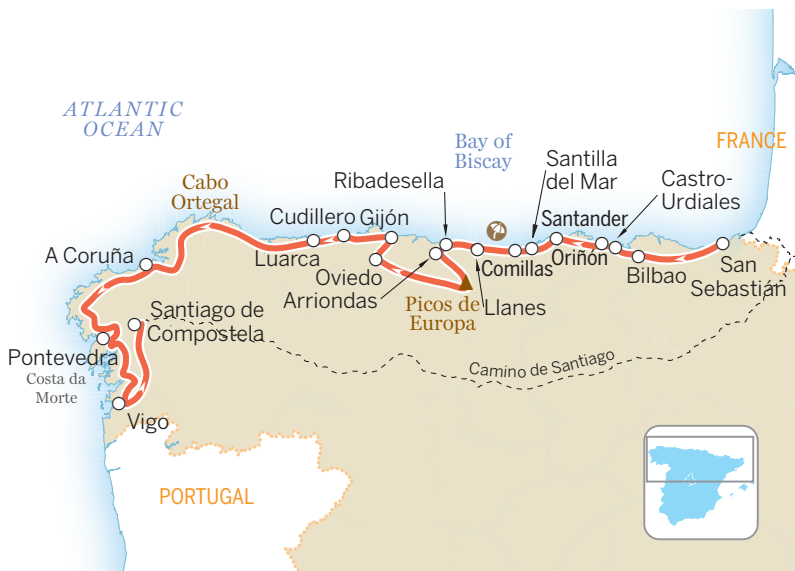 ATLANTIC
OCEAN
Bay of
Biscay
FRANCE
Santilla
del Mar
Castro-
Urdiales
Ribadesella
Cabo
Ortegal
Cudillero
Gijón
Santander
A Coruña
Luarca
Oviedo
Arriondas
Comillas
Oriñón
Bilbao
San
Sebastián
Picos de
Europa
Llanes
Santiago de
Compostela
Pontevedra
Costa da
Morte
Camino de Santiago
Vigo
PORTUGAL